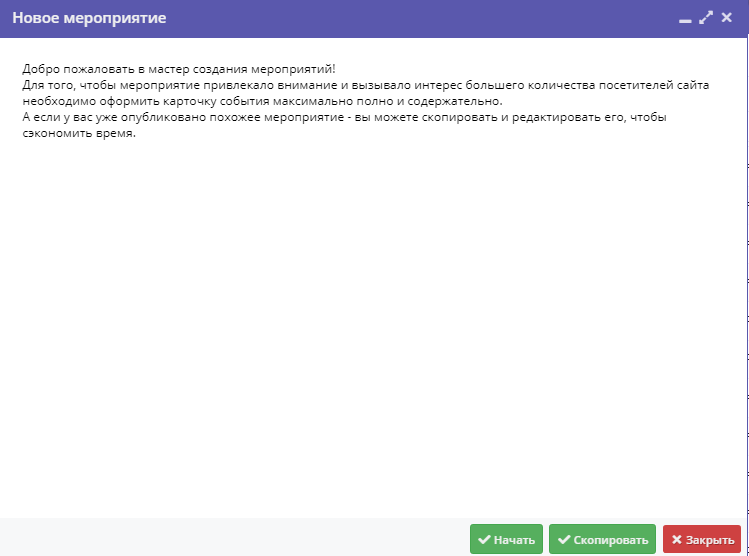 Новое мероприятие
Добро пожаловать в мастер создания мероприятий!
Для того, чтобы мероприятие привлекало внимание и вызывало интерес большего количества посетителей сайта
необходимо оформить карточку события максимально полно и содержательно.
А если у вас уже опубликовано похожее мероприятие - вы можете скопировать и редактировать его, чтобы
сэкономить время.
Начать Скопировать Закрыть